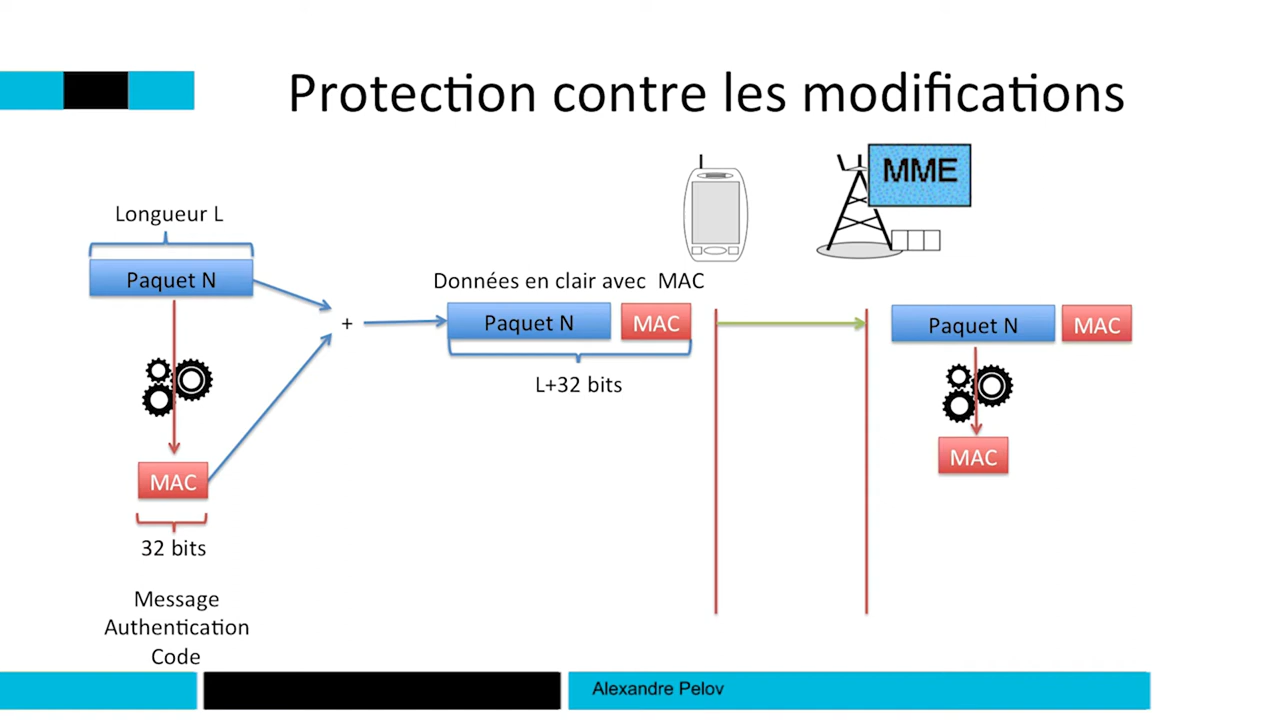 Protection contre les modifications
MME
Longueur L
Paquet N
Données en clair avec MAC
+
Paquet N
MAC
Paquet N
MAC
L+32 bits
MAC
MAC
32 bits
Message
Authentication
Code
Alexandre Pelov